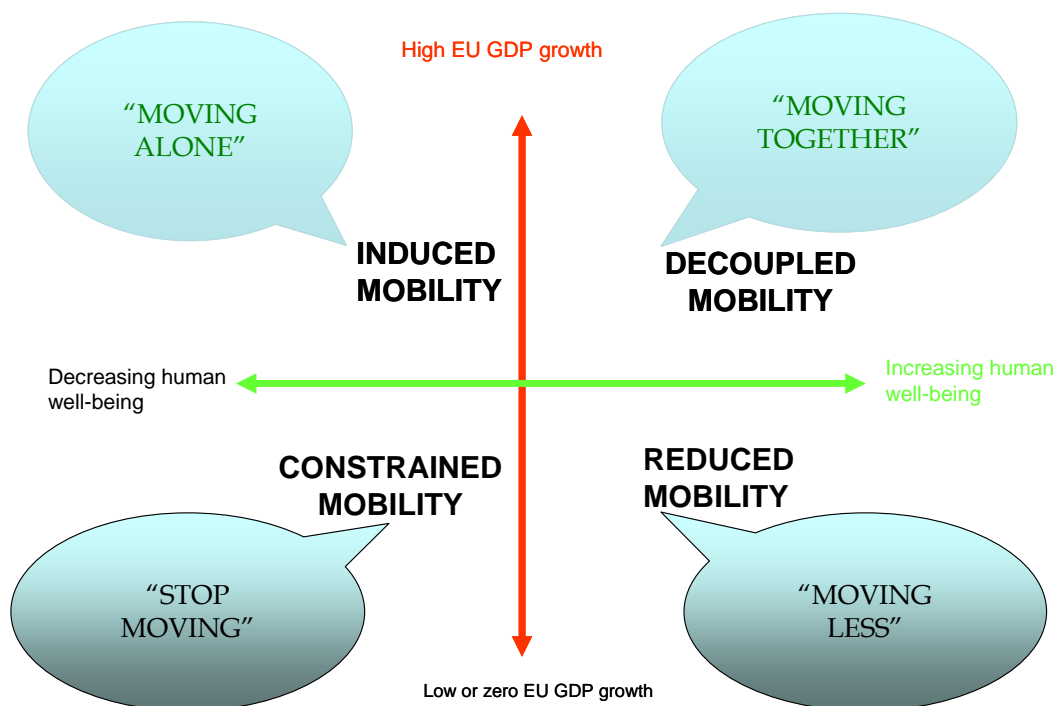 High EU GDP growth
“MOVING
ALONE”
“MOVING
TOGETHER”
INDUCED
MOBILITY
DECOUPLED
MOBILITY
Decreasing human
well-being
Increasing human
well-being
CONSTRAINED
MOBILITY
REDUCED
MOBILITY
“STOP
MOVING”
“MOVING
LESS”
Low or zero EU GDP growth